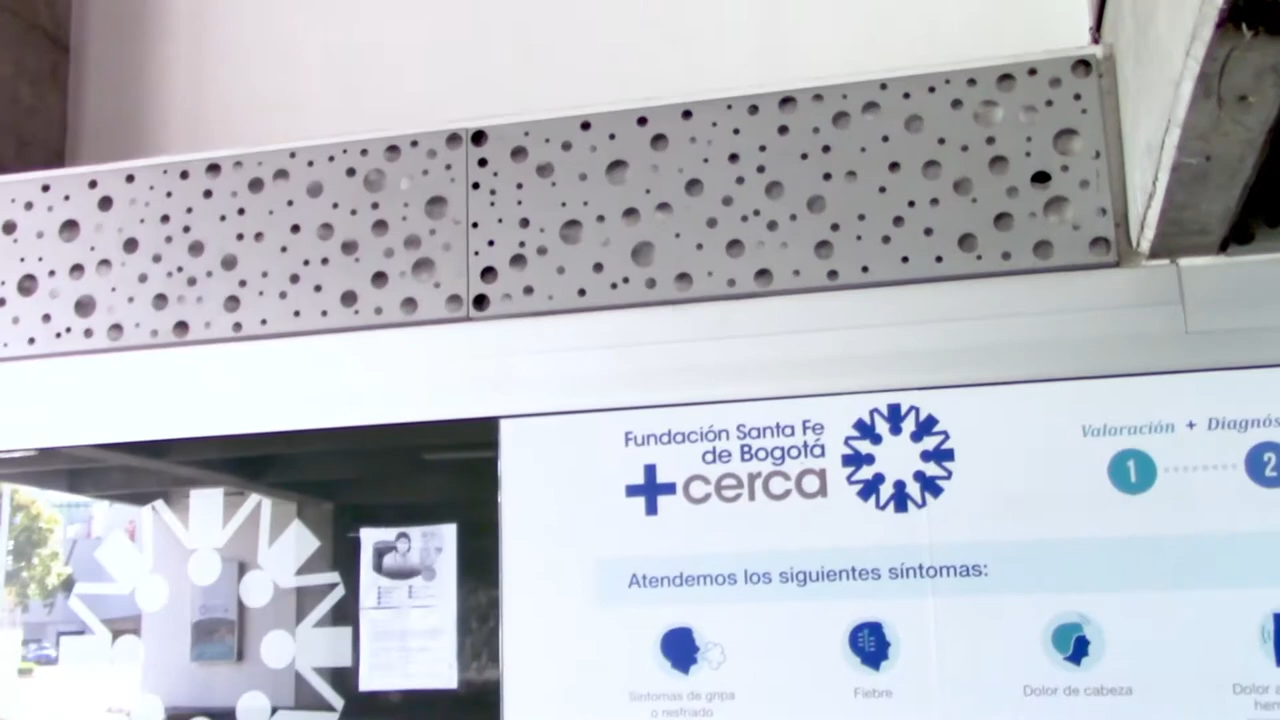 Fundación Santa Fe
de Bogotá
+cerca
Valoración + Diagnós
1
2
Atendemos los siguientes síntomas:
Síntomas de gripa
o resfriado
Fiebre
Dolor de cabeza
Dolor a
hem